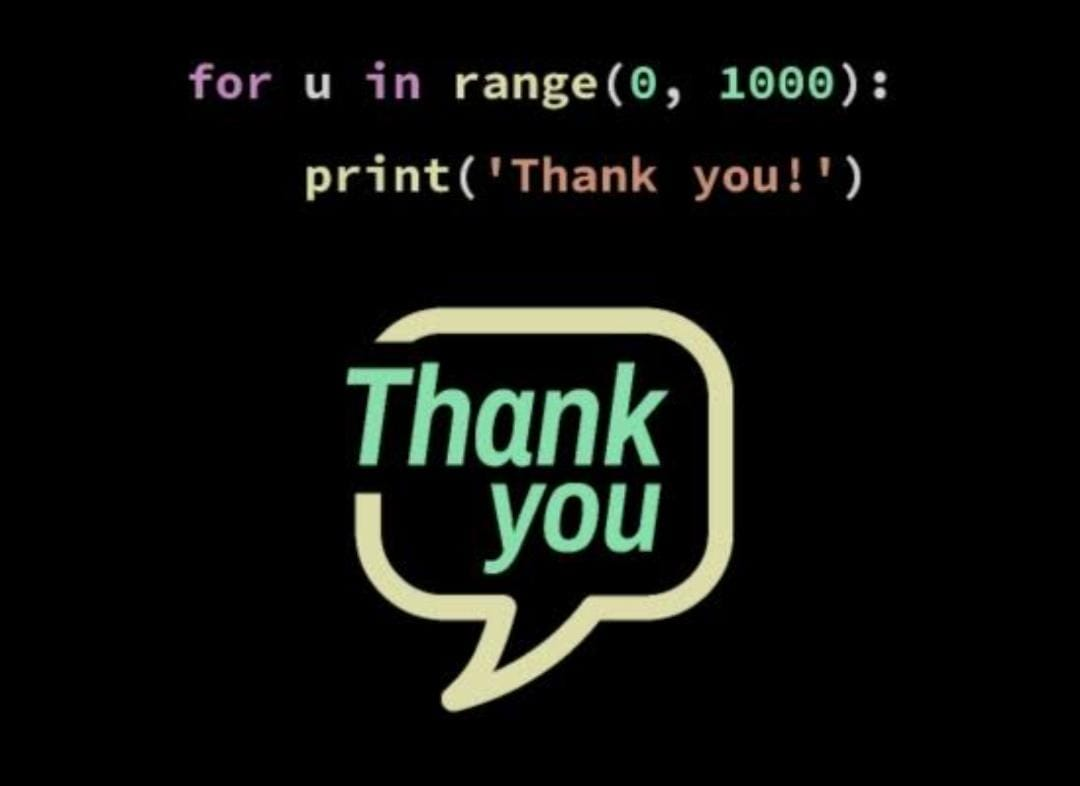 for u in range(0, 1000):
print('Thank you!')
Thank
you